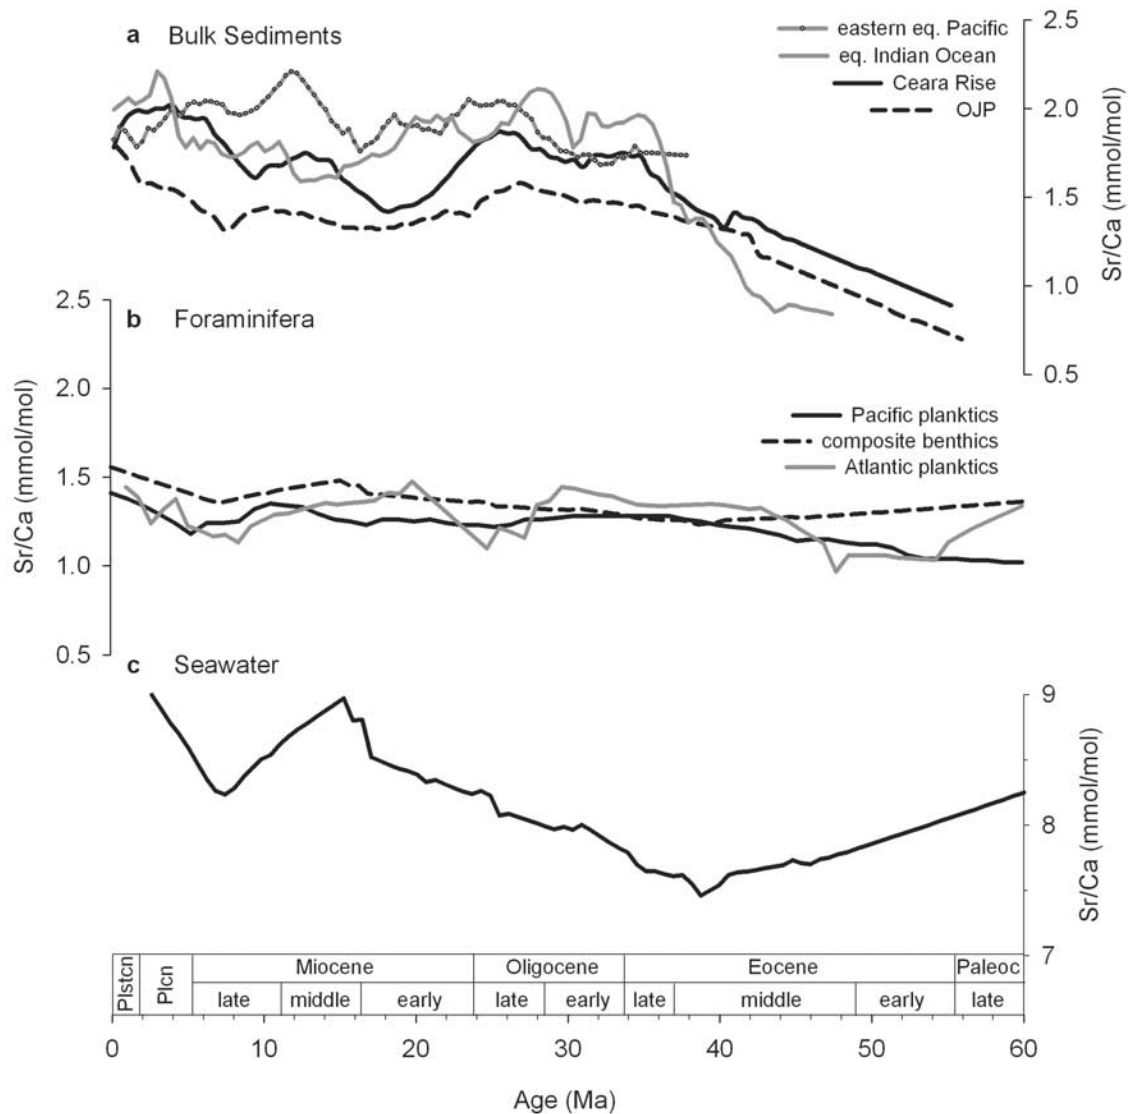 a Bulk Sediments
eastern eq. Pacific
eq. Indian Ocean
Ceara Rise
OJP
2.5
2.0
1.5
1.0
0.5
Sr/Ca (mmol/mol)
b Foraminifera
2.5
2.0
1.5
1.0
0.5
Sr/Ca (mmol/mol)
Pacific planktics
composite benthics
Atlantic planktics
c Seawater
9
8
7
Sr/Ca (mmol/mol)
Plstcn
Plcn
Miocene Oligocene Eocene Paleoc
late middle early late early late middle early late
0 10 20 30 40 50 60
Age (Ma)